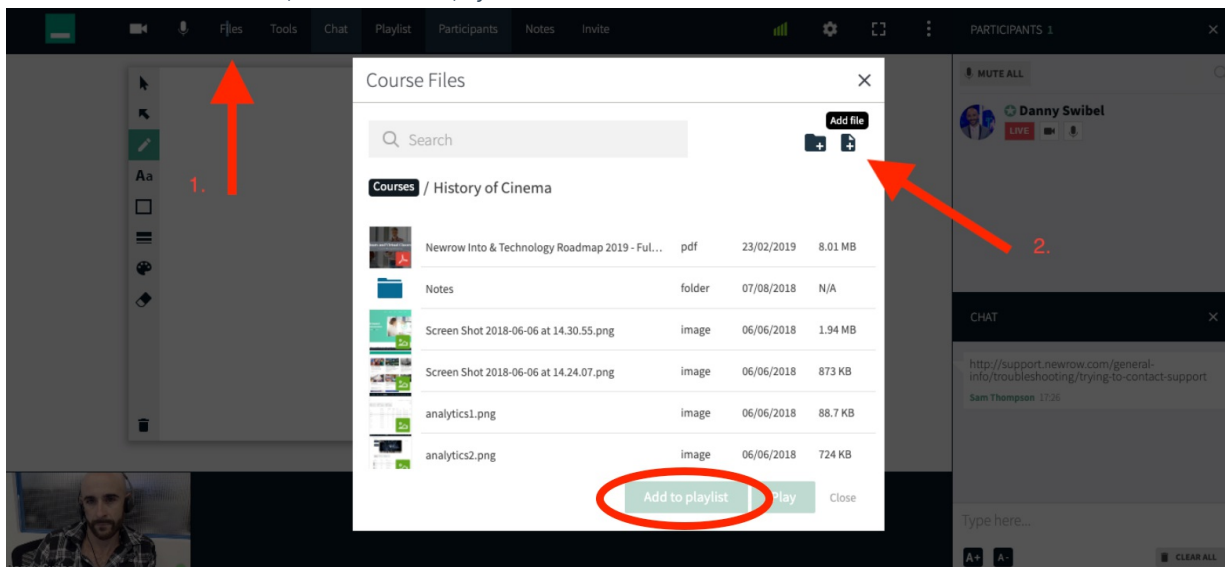 Files Tools Chat Playlist Participants Notes Invite
PARTICIPANTS 1
MUTE ALL
Danny Swibel
LIVE
Aa
1.
Course Files
Search
Add file
Courses / History of Cinema
Newrow Into & Technology Roadmap 2019 - Ful... pdf 23/02/2019 8.01 MB
Notes folder 07/08/2018 N/A
Screen Shot 2018-06-06 at 14.30.55.png image 06/06/2018 1.94 MB
Screen Shot 2018-06-06 at 14.24.07.png image 06/06/2018 873 KB
analytics1.png image 06/06/2018 88.7 KB
analytics2.png image 06/06/2018 724 KB
Add to playlist Play Close
2.
CHAT
http://support.newrow.com/general-
info/troubleshooting/trying-to-contact-support
Sam Thompson 17:26
Type here...
A+ A-
CLEAR ALL